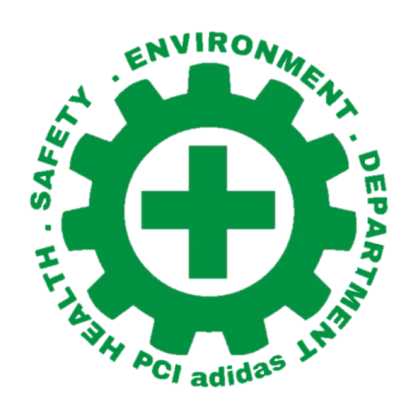 HEALTH · SAFETY · ENVIRONMENT · DEPARTMENT
PCI adidas